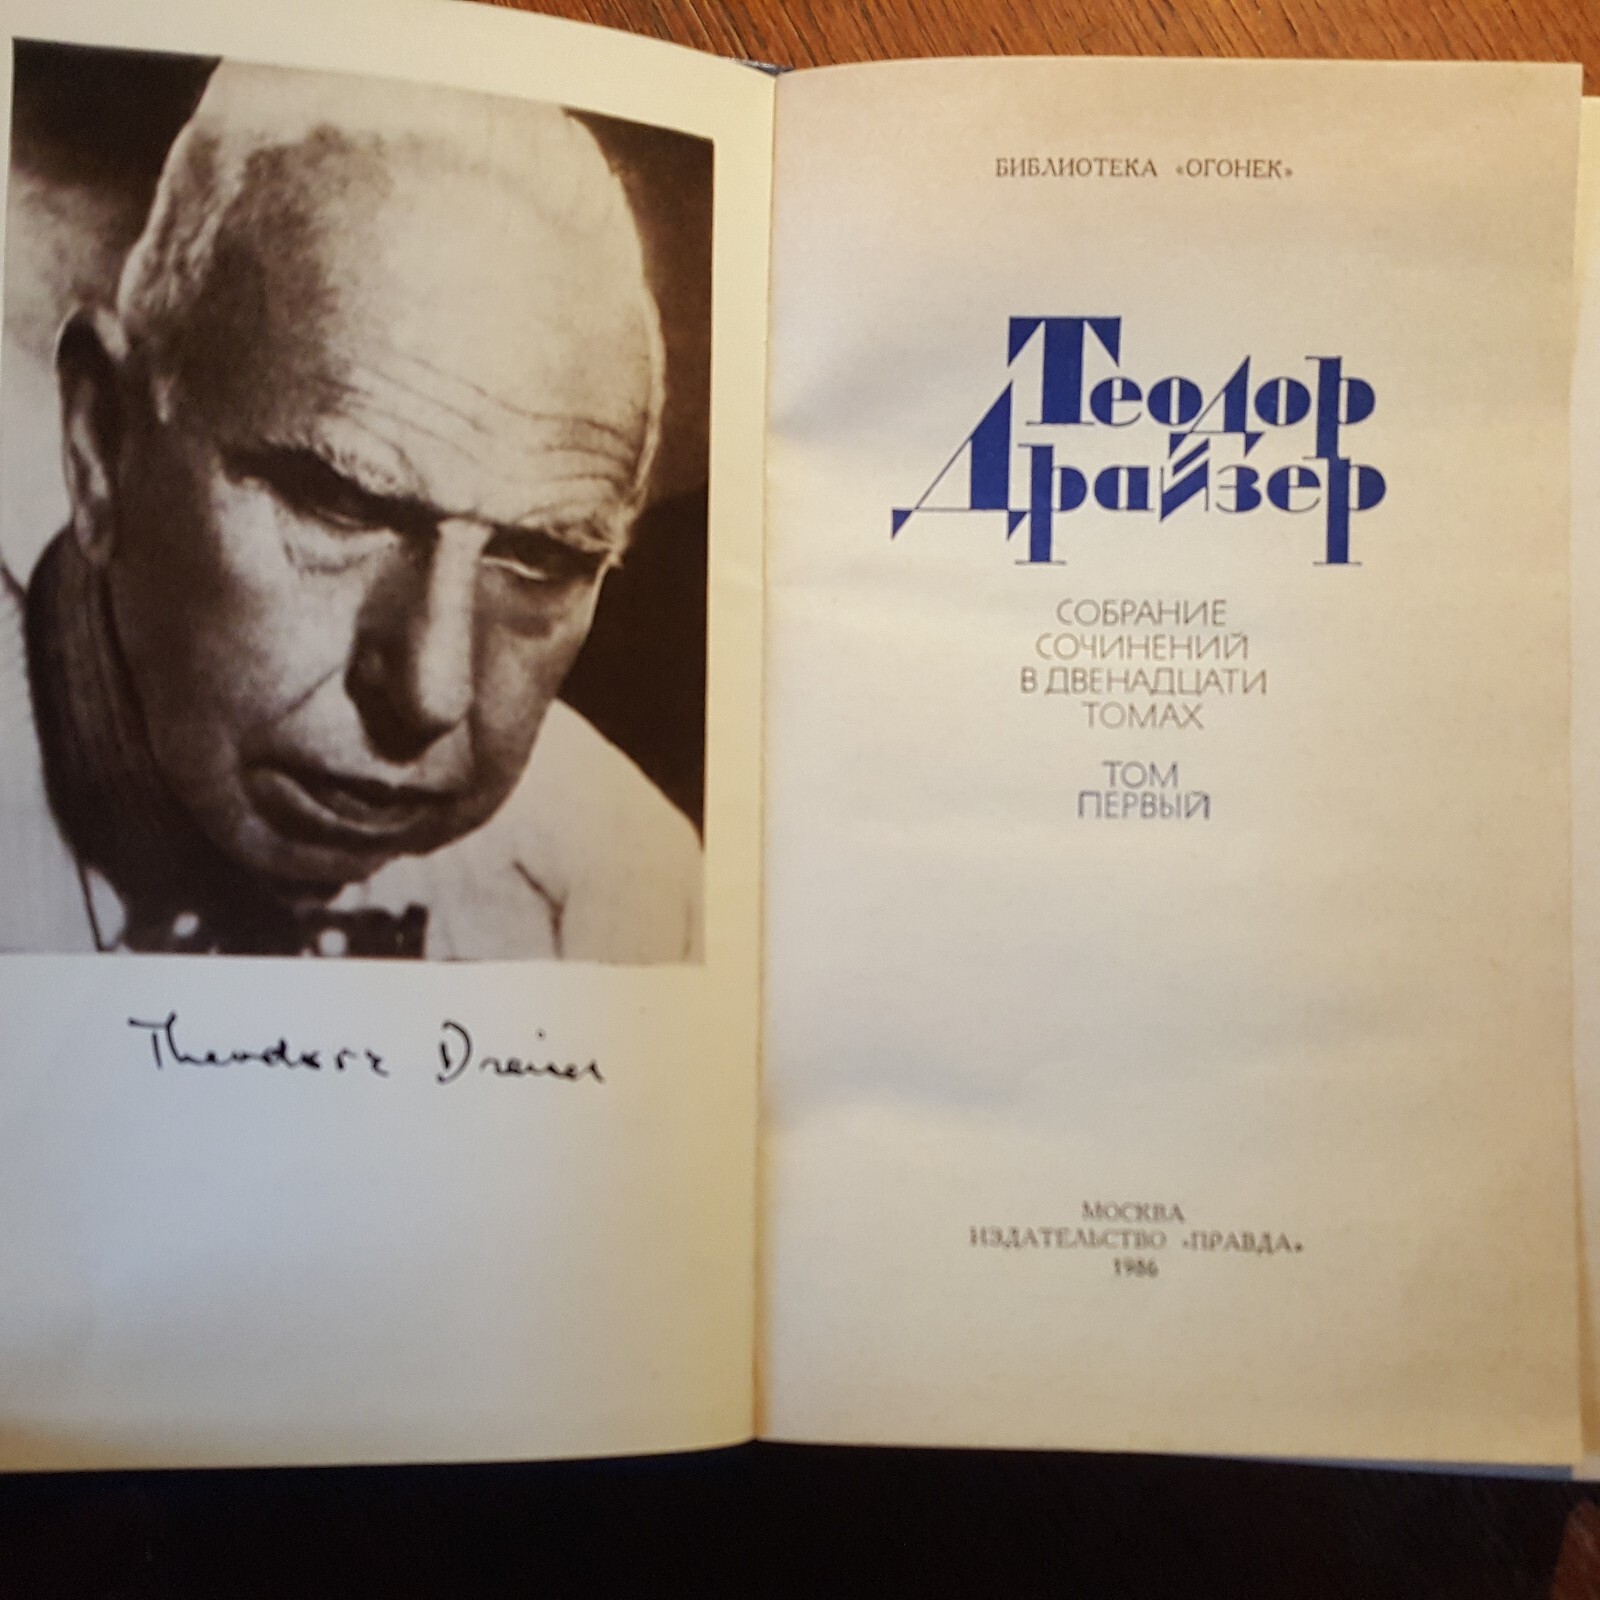 Theodore Dreiser
БИБЛИОТЕКА «ОГОНЕК»
Теодор
Драйзер
СОБРАНИЕ
СОЧИНЕНИЙ
В ДВЕНАДЦАТИ
ТОМАХ
ТОМ
ПЕРВЫЙ
МОСКВА
ИЗДАТЕЛЬСТВО «ПРАВДА»
1986